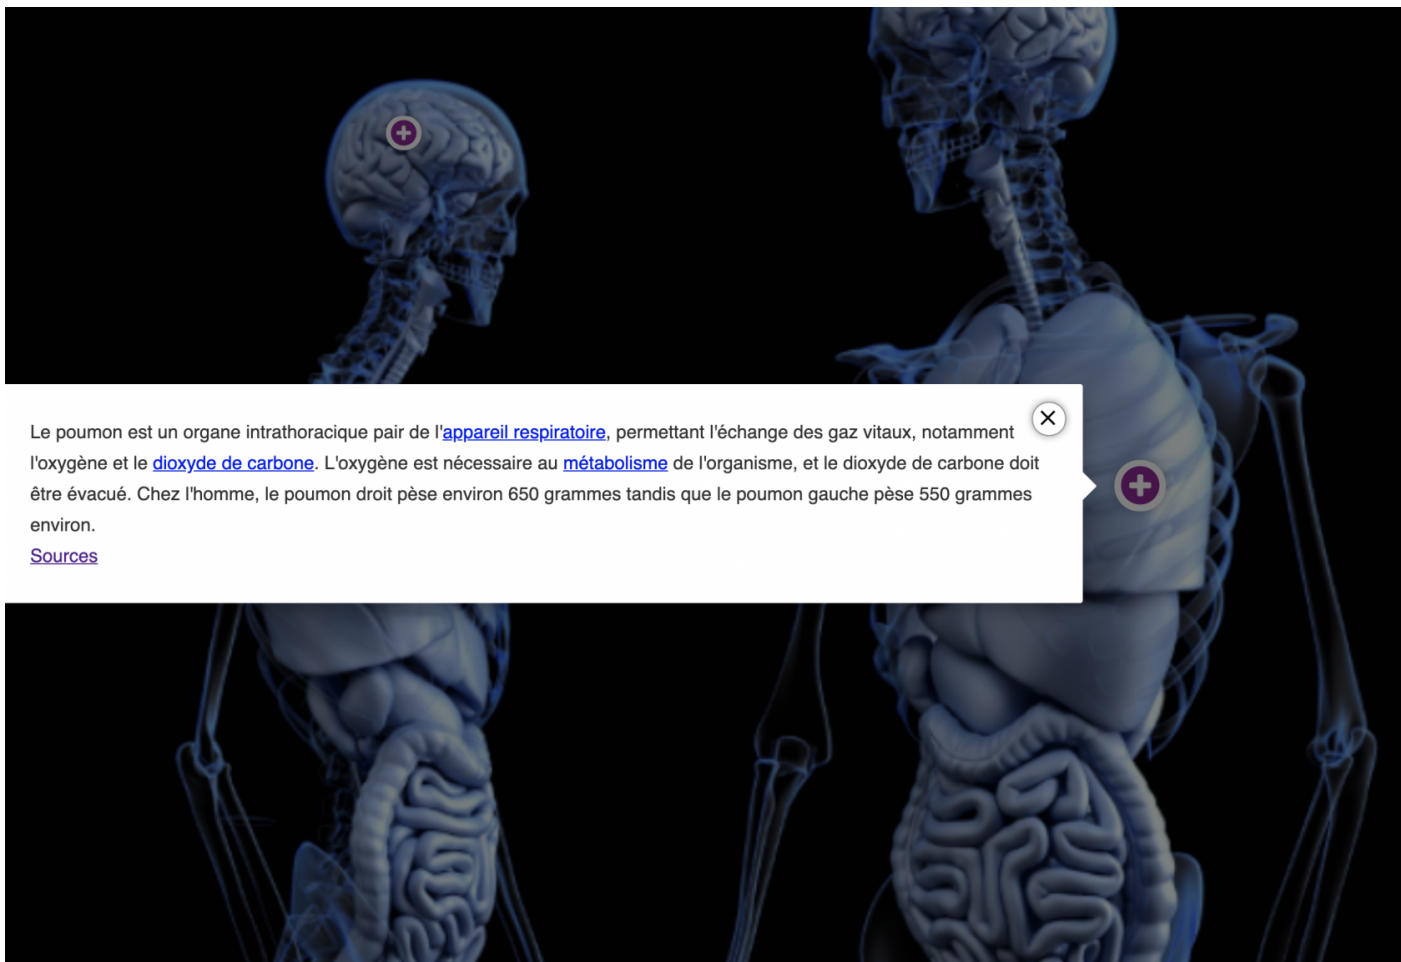 Le poumon est un organe intrathoracique pair de l'appareil respiratoire, permettant l'échange des gaz vitaux, notamment
l'oxygène et le dioxyde de carbone. L'oxygène est nécessaire au métabolisme de l'organisme, et le dioxyde de carbone doit
être évacué. Chez l'homme, le poumon droit pèse environ 650 grammes tandis que le poumon gauche pèse 550 grammes
environ.
Sources